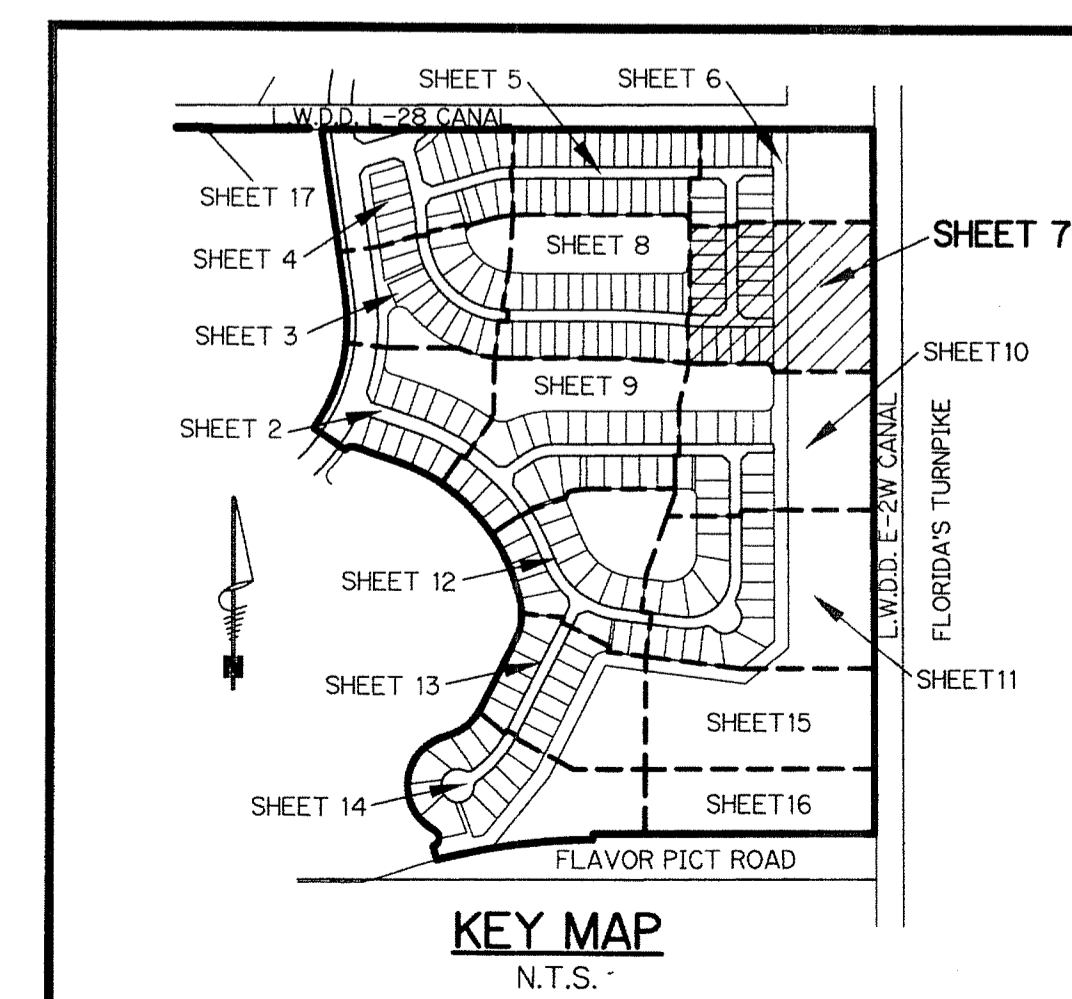 SHEET 5
SHEET 6
L.W.D.D. L-28 CANAL
SHEET 17
SHEET 4
SHEET 8
SHEET 7
SHEET 3
SHEET10
SHEET 9
SHEET 2
L.W.D.D. E-2W CANAL
FLORIDA'S TURNPIKE
SHEET 12
N
SHEET 13
SHEET11
SHEET15
SHEET 14
SHEET16
FLAVOR PICT ROAD
KEY MAP
N.T.S.